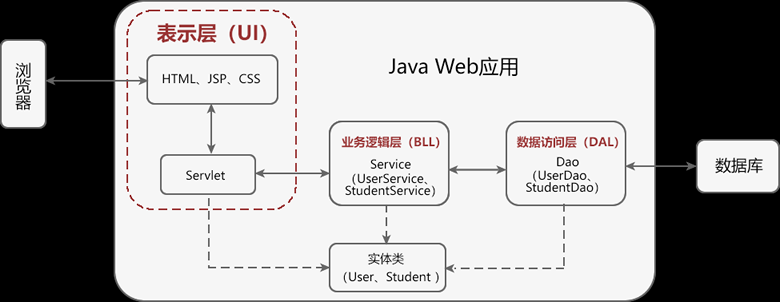 表示层（UI）
Java Web应用
浏览器
HTML、JSP、CSS
业务逻辑层（BLL）
Service
（UserService、
StudentService）
数据访问层（DAL）
Dao
（UserDao、
StudentDao）
Servlet
数据库
实体类
（User、Student ）